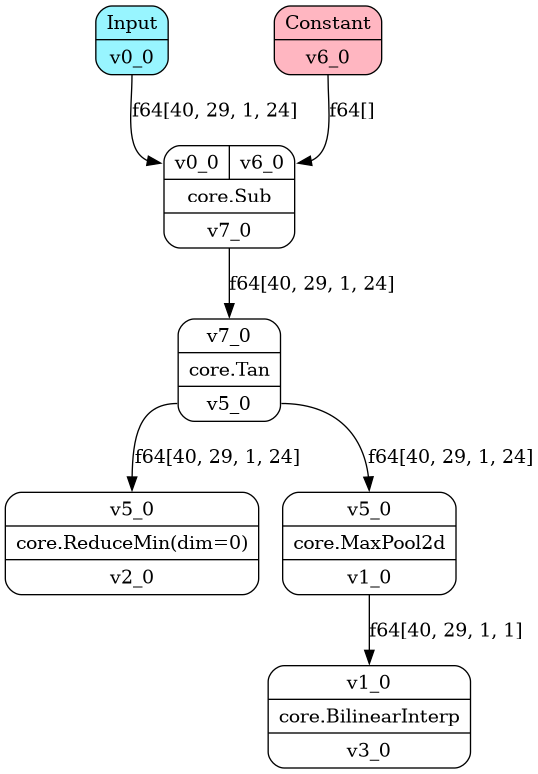 Input
v0_0
Constant
v6_0
f64[40, 29, 1, 24]
f64[]
v0_0
v6_0
core.Sub
v7_0
f64[40, 29, 1, 24]
v7_0
core.Tan
v5_0
f64[40, 29, 1, 24]
f64[40, 29, 1, 24]
v5_0
core.ReduceMin(dim=0)
v2_0
v5_0
core.MaxPool2d
v1_0
f64[40, 29, 1, 1]
v1_0
core.BilinearInterp
v3_0